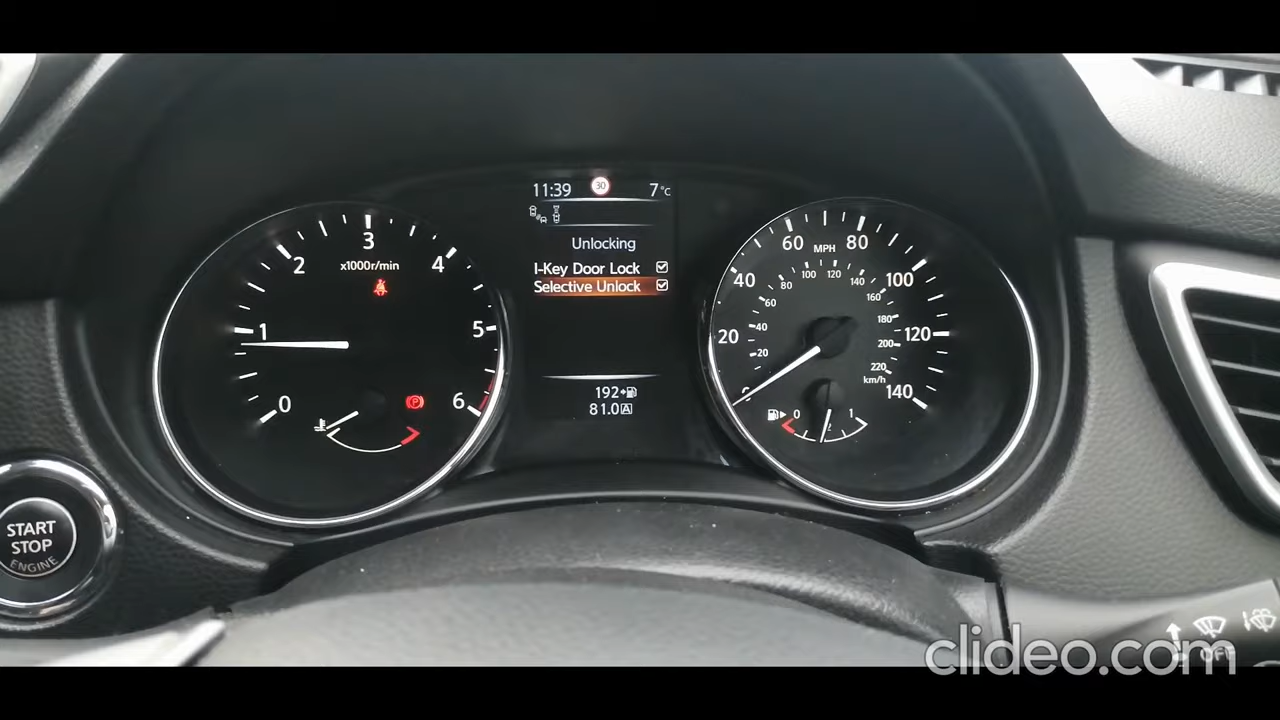 11:39 30 7°C
Unlocking
I-Key Door Lock
Selective Unlock
192
81.0 A
x1000r/min
0 1 2 3 4 5 6
P
MPH
0 20 40 60 80 100 120 140
km/h
20 40 60 80 100 120 140 160 180 200 220
0 1
START
STOP
ENGINE
OFF
clideo.com